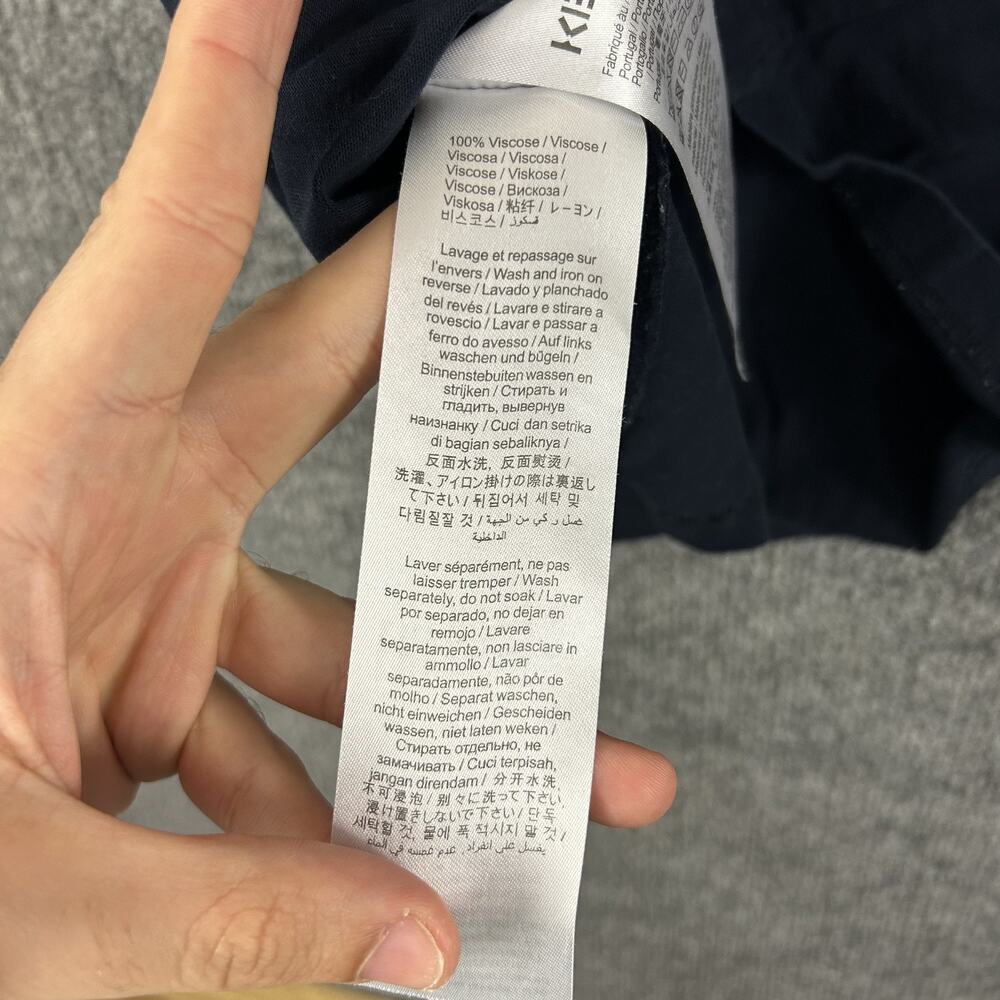 Fabriqué au
Portugal
100% Viscose / Viscose /
Viscosa / Viscosa /
Viscose / Viskose /
Viscose / Вискоза /
Viskosa / 粘纤 / レーヨン /
비스코스 / فسكوز
Lavage et repassage sur
l'envers / Wash and iron on
reverse / Lavado y planchado
del revés / Lavare e stirare a
rovescio / Lavar e passar a
ferro do avesso / Auf links
waschen und bügeln /
Binnenstebuiten wassen en
strijken / Стирать и
гладить, вывернув
наизнанку / Cuci dan setrika
di bagian sebaliknya /
反面水洗, 反面熨烫 /
洗濯、アイロン掛けの際は裏返し
て下さい / 뒤집어서 세탁 및
다림질할 것 / من الجهة
الداخلية
Laver séparément, ne pas
laisser tremper / Wash
separately, do not soak / Lavar
por separado, no dejar en
remojo / Lavare
separatamente, non lasciare in
ammollo / Lavar
separadamente, não pôr de
molho / Separat waschen,
nicht einweichen / Gescheiden
wassen, niet laten weken /
Стирать отдельно, не
замачивать / Cuci terpisah,
jangan direndam / 分开水洗,
不可浸泡 / 別々に洗って下さい,
浸け置きしないで下さい / 단독
세탁할 것, 물에 푹 적시지 말 것 /
يغسل على انفراد, عدم غمسه في الماء